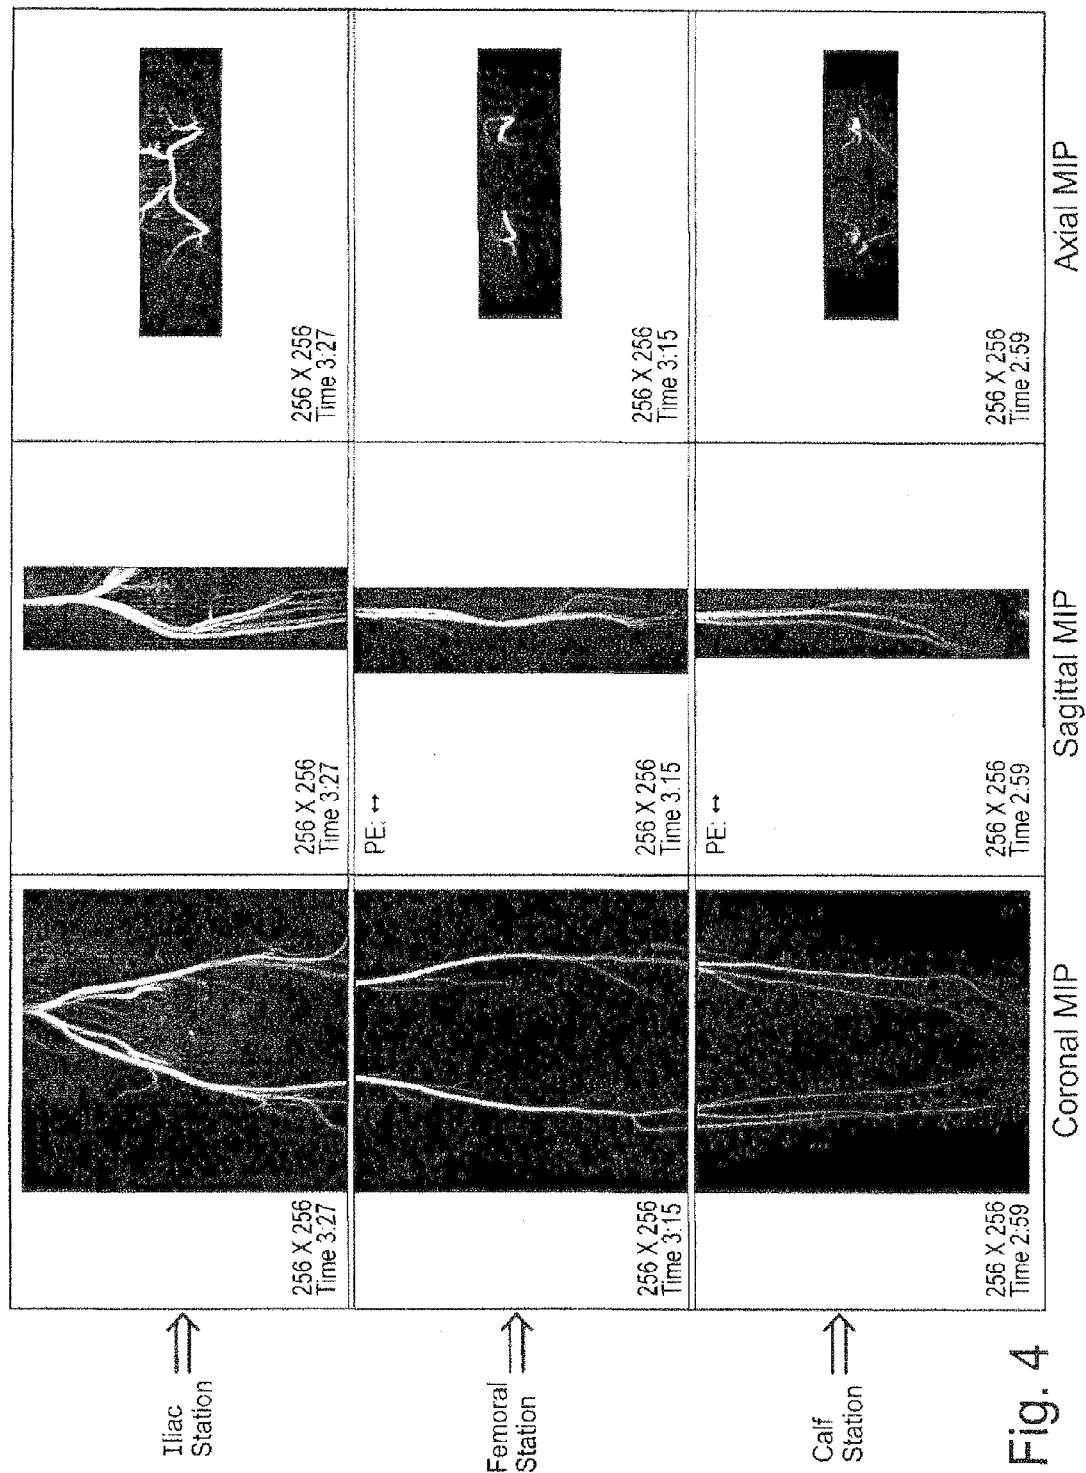 Iliac
Station
256 X 256
Time 3:27
256 X 256
Time 3:27
256 X 256
Time 3:27
Femoral
Station
256 X 256
Time 3:15
PE: ↔
256 X 256
Time 3:15
256 X 256
Time 3:15
Calf
Station
256 X 256
Time 2:59
PE: ↔
256 X 256
Time 2:59
256 X 256
Time 2:59
Coronal MIP
Sagittal MIP
Axial MIP
Fig. 4